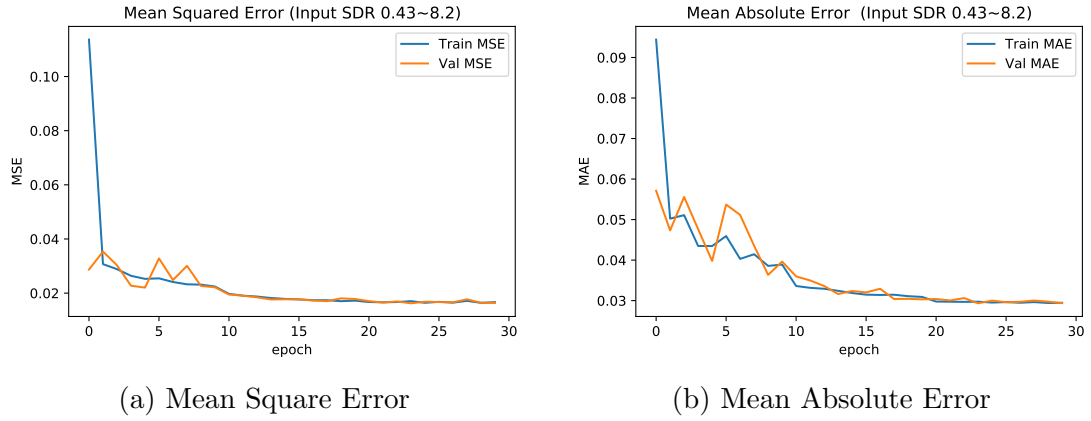 Mean Squared Error (Input SDR 0.43~8.2)
Train MSE
Val MSE
0.10
0.08
0.06
0.04
0.02
MSE
0 5 10 15 20 25 30
epoch
(a) Mean Square Error
Mean Absolute Error  (Input SDR 0.43~8.2)
Train MAE
Val MAE
0.09
0.08
0.07
0.06
0.05
0.04
0.03
MAE
0 5 10 15 20 25 30
epoch
(b) Mean Absolute Error